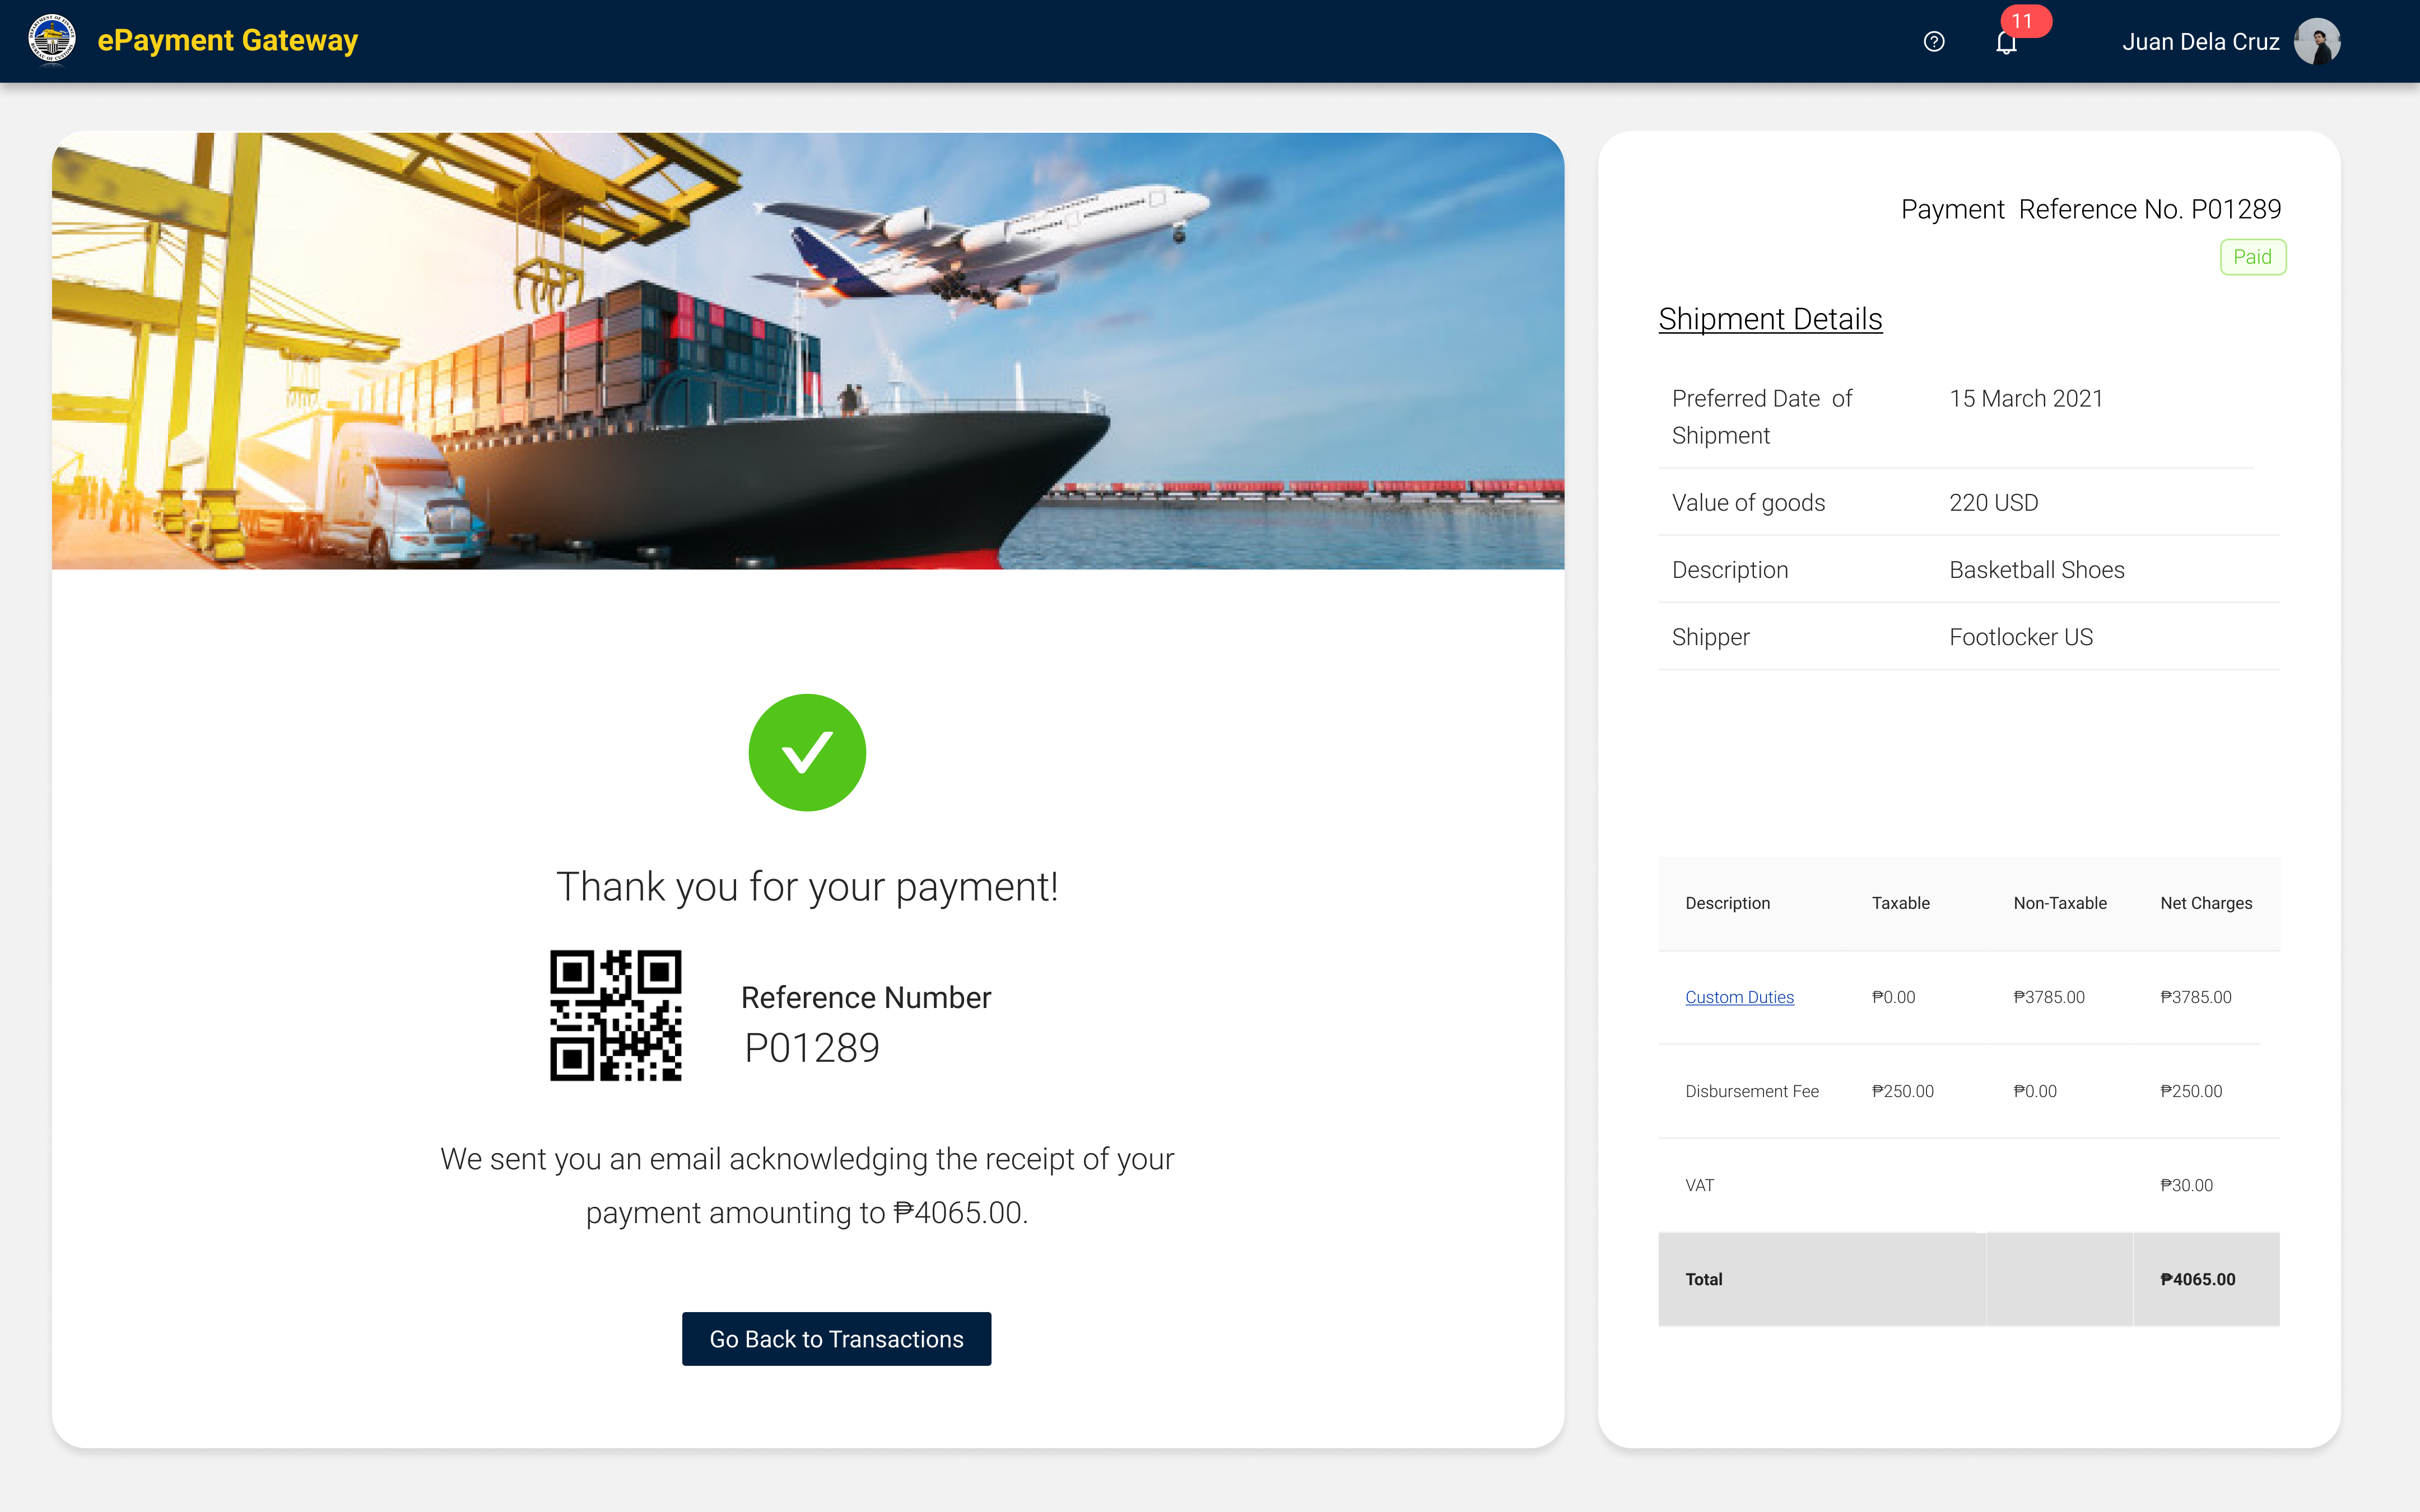 ePayment Gateway
11
Juan Dela Cruz
Payment Reference No. P01289
Paid
Shipment Details
Preferred Date of Shipment 15 March 2021
Value of goods 220 USD
Description Basketball Shoes
Shipper Footlocker US
Thank you for your payment!
Reference Number
P01289
We sent you an email acknowledging the receipt of your
payment amounting to ₱4065.00.
Go Back to Transactions
Description Taxable Non-Taxable Net Charges
Custom Duties ₱0.00 ₱3785.00 ₱3785.00
Disbursement Fee ₱250.00 ₱0.00 ₱250.00
VAT ₱30.00
Total ₱4065.00